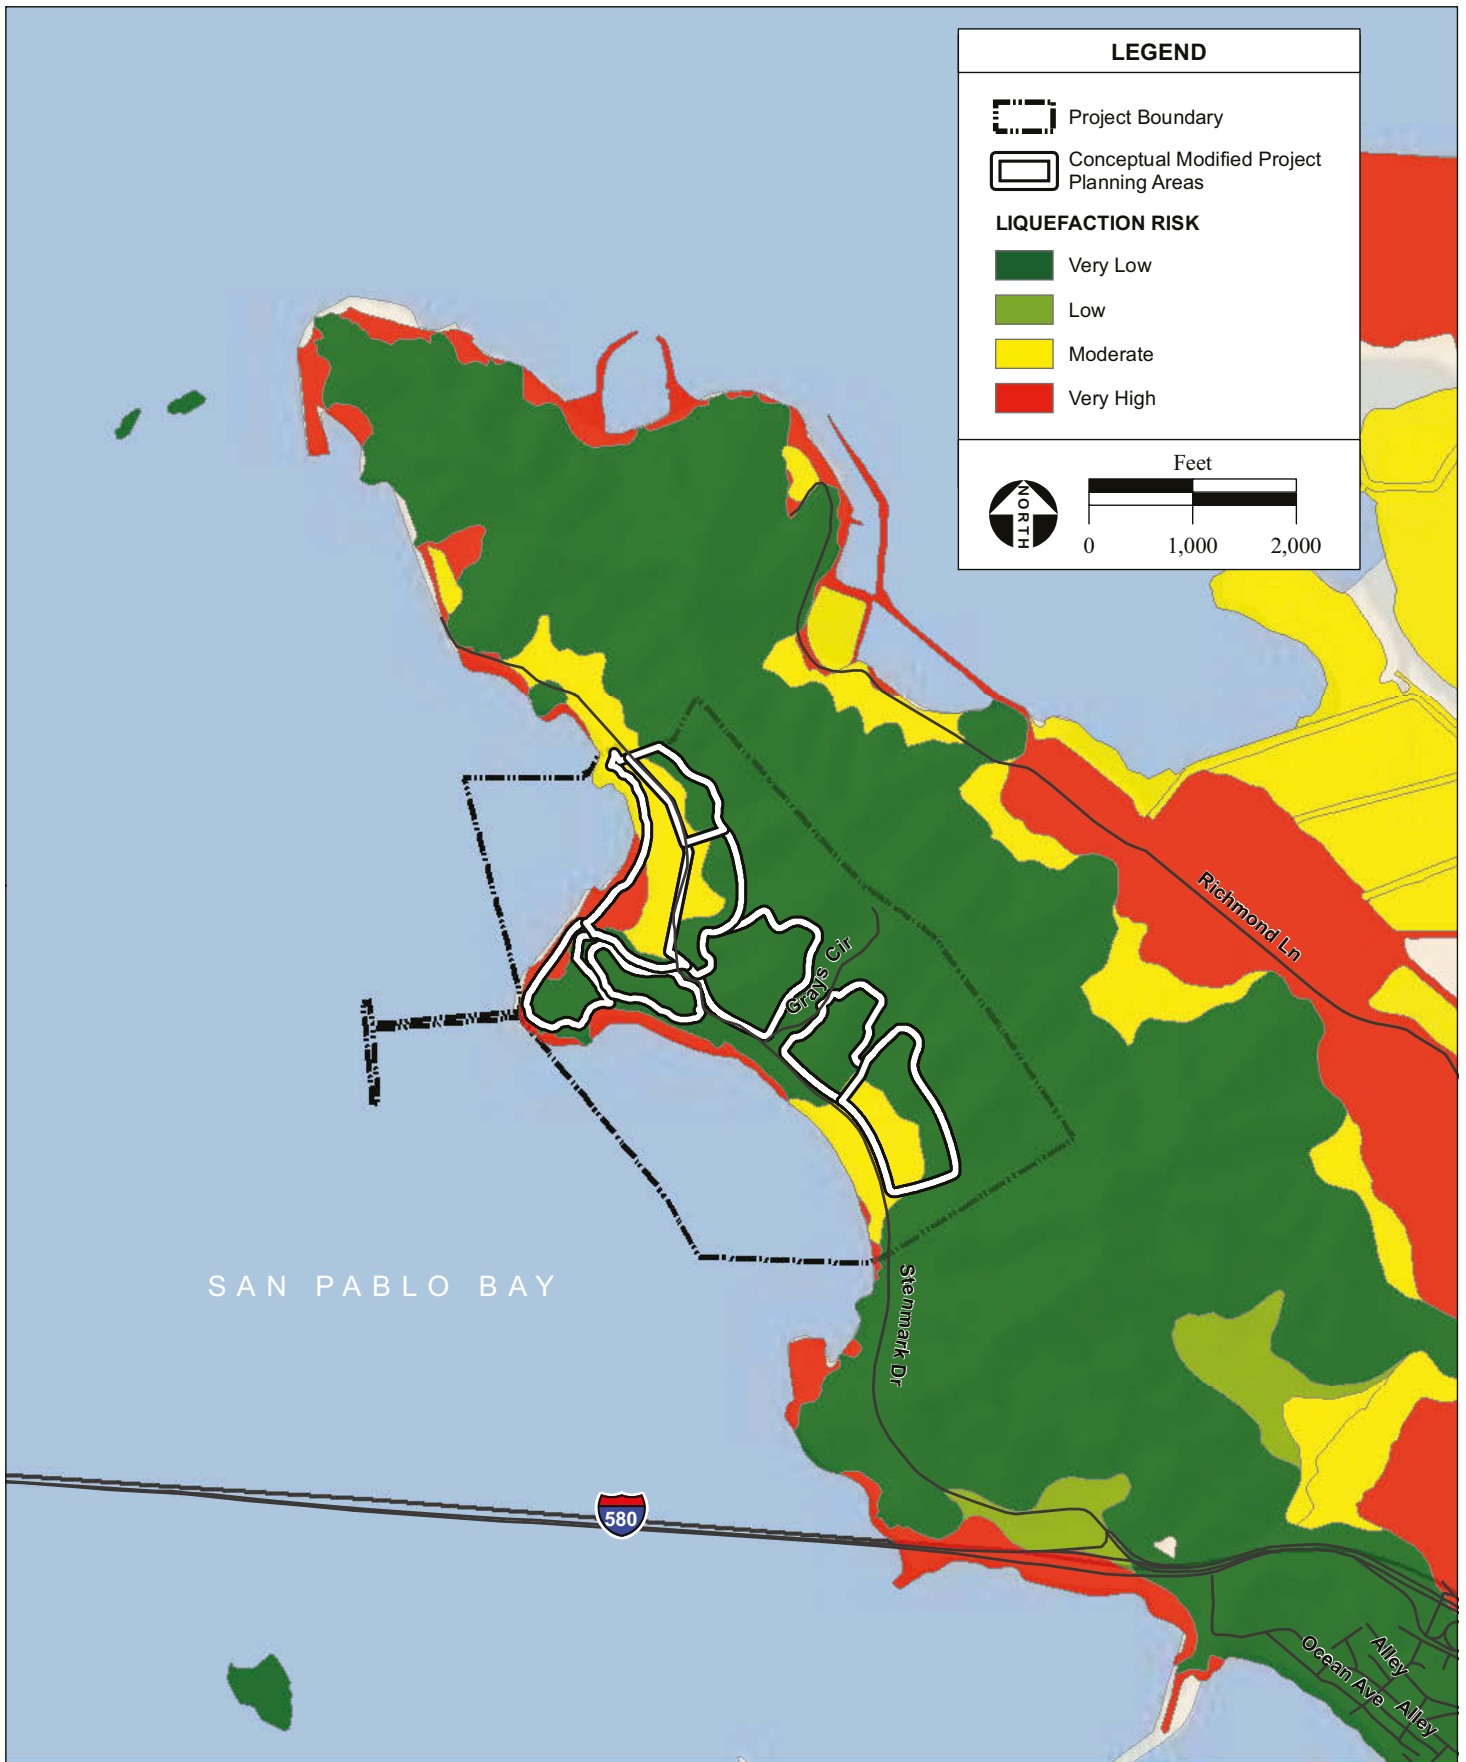 LEGEND
Project Boundary
Conceptual Modified Project
Planning Areas
LIQUEFACTION RISK
Very Low
Low
Moderate
Very High
Feet
NORTH
0 1,000 2,000
Richmond Ln
Grays Cir
SAN PABLO BAY
Stenmark Dr
580
Ocean Ave
Alley
Alley